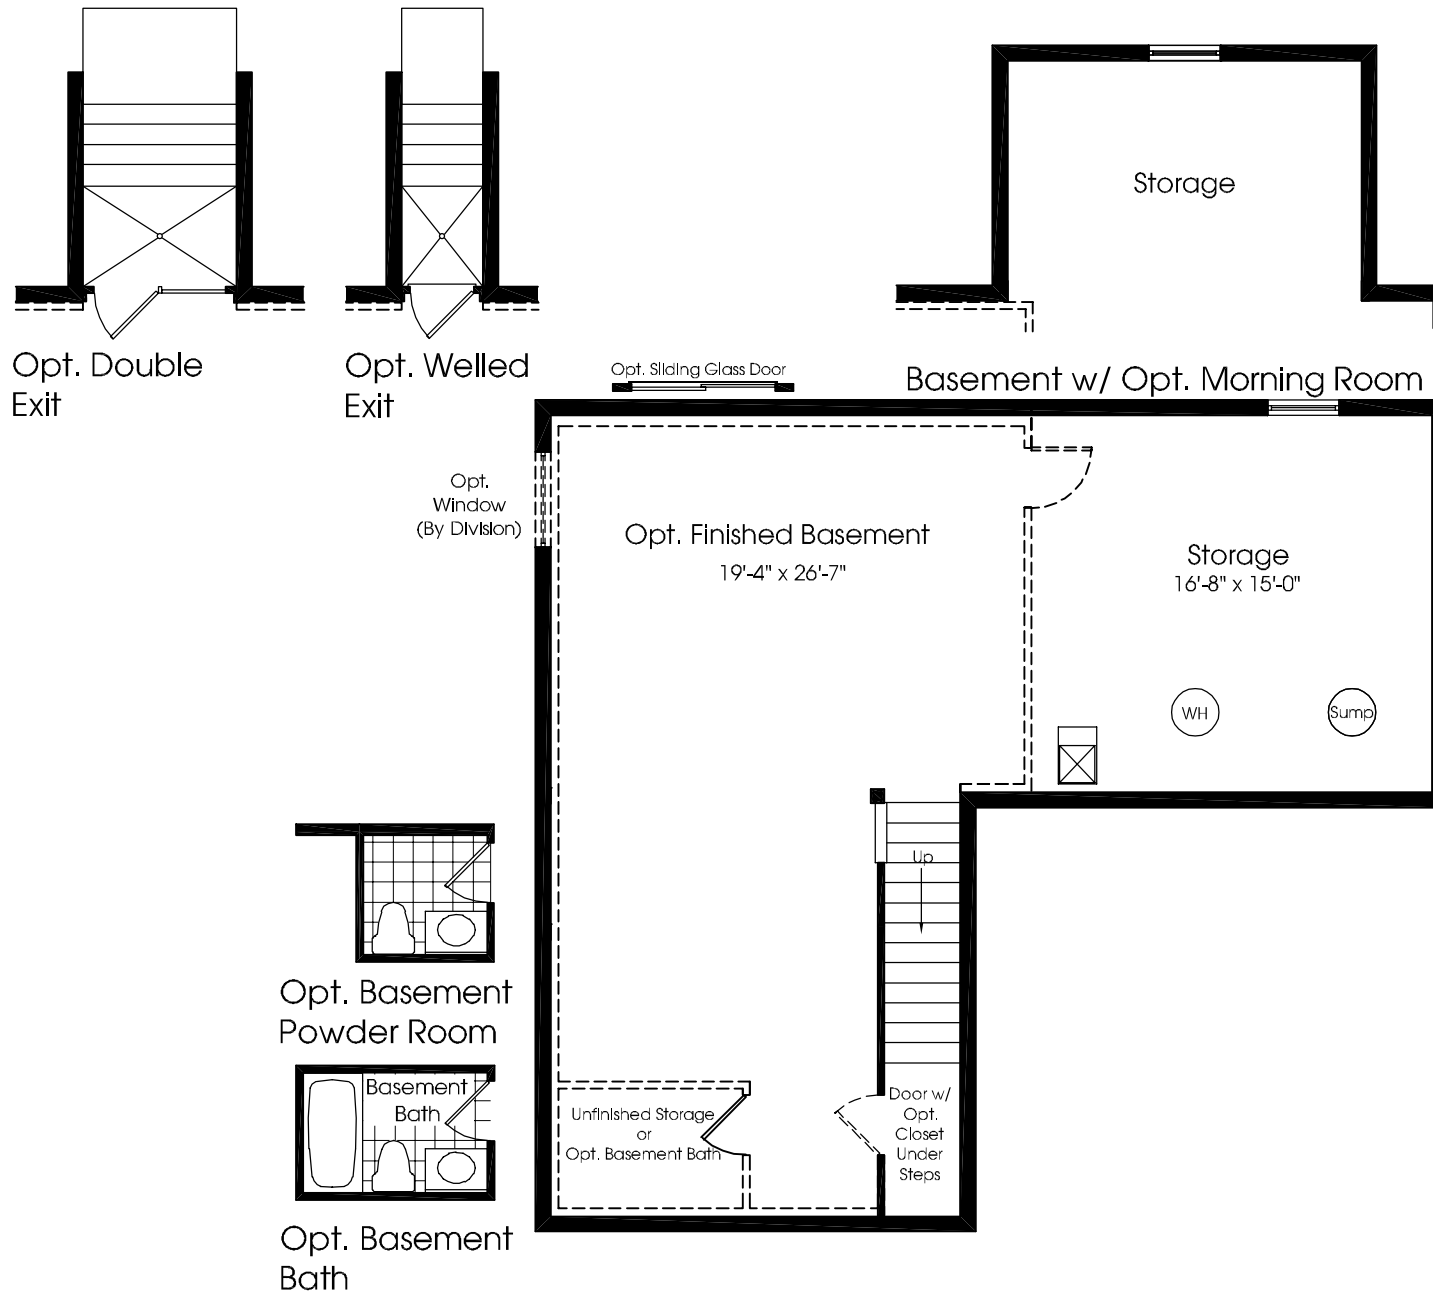 Storage
Opt. Double
Exit
Opt. Welled
Exit
Opt. Sliding Glass Door
Basement w/ Opt. Morning Room
Opt.
Window
(By Division)
Opt. Finished Basement
19'-4" x 26'-7"
Storage
16'-8" x 15'-0"
WH
Sump
Up
Opt. Basement
Powder Room
Basement
Bath
Opt. Basement
Bath
Unfinished Storage
or
Opt. Basement Bath
Door w/
Opt.
Closet
Under
Steps